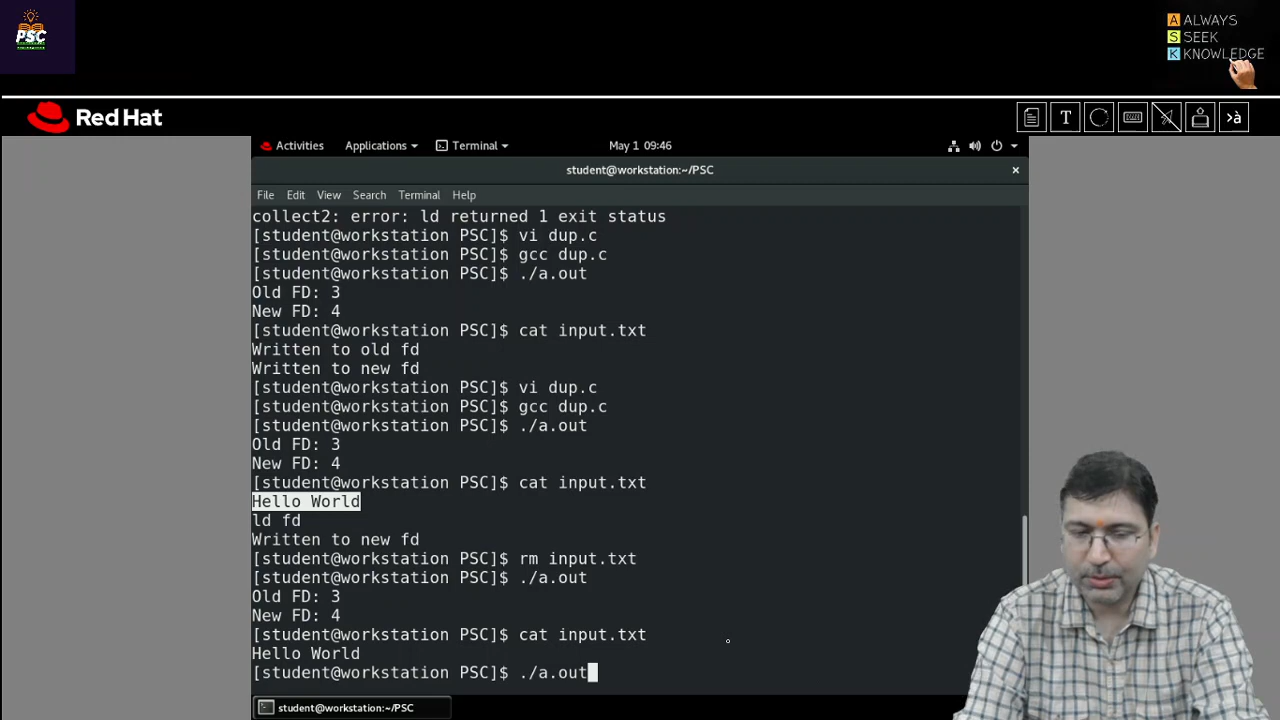 PSC
A ALWAYS
S SEEK
K KNOWLEDGE
Red Hat
T
>à
Activities Applications Terminal May 1 09:46
student@workstation:~/PSC ×
File Edit View Search Terminal Help
collect2: error: ld returned 1 exit status
[student@workstation PSC]$ vi dup.c
[student@workstation PSC]$ gcc dup.c
[student@workstation PSC]$ ./a.out
Old FD: 3
New FD: 4
[student@workstation PSC]$ cat input.txt
Written to old fd
Written to new fd
[student@workstation PSC]$ vi dup.c
[student@workstation PSC]$ gcc dup.c
[student@workstation PSC]$ ./a.out
Old FD: 3
New FD: 4
[student@workstation PSC]$ cat input.txt
Hello World
ld fd
Written to new fd
[student@workstation PSC]$ rm input.txt
[student@workstation PSC]$ ./a.out
Old FD: 3
New FD: 4
[student@workstation PSC]$ cat input.txt
Hello World
[student@workstation PSC]$ ./a.out
student@workstation:~/PSC